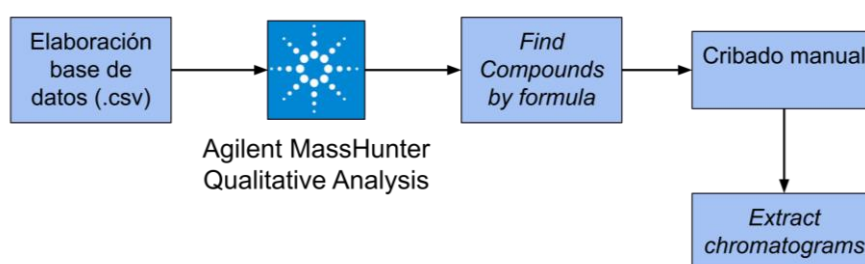 Elaboración
base de
datos (.csv)
Agilent MassHunter
Qualitative Analysis
Find
Compounds
by formula
Cribado manual
Extract
chromatograms